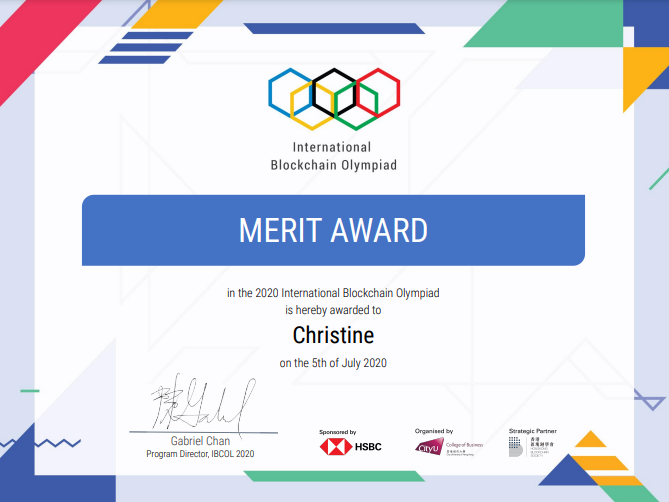 International
Blockchain Olympiad
MERIT AWARD
in the 2020 International Blockchain Olympiad
is hereby awarded to
Christine
on the 5th of July 2020
Gabriel Chan
Program Director, IBCOL 2020
Sponsored by
HSBC
Organised by
CityU
College of Business
Strategic Partner
香港